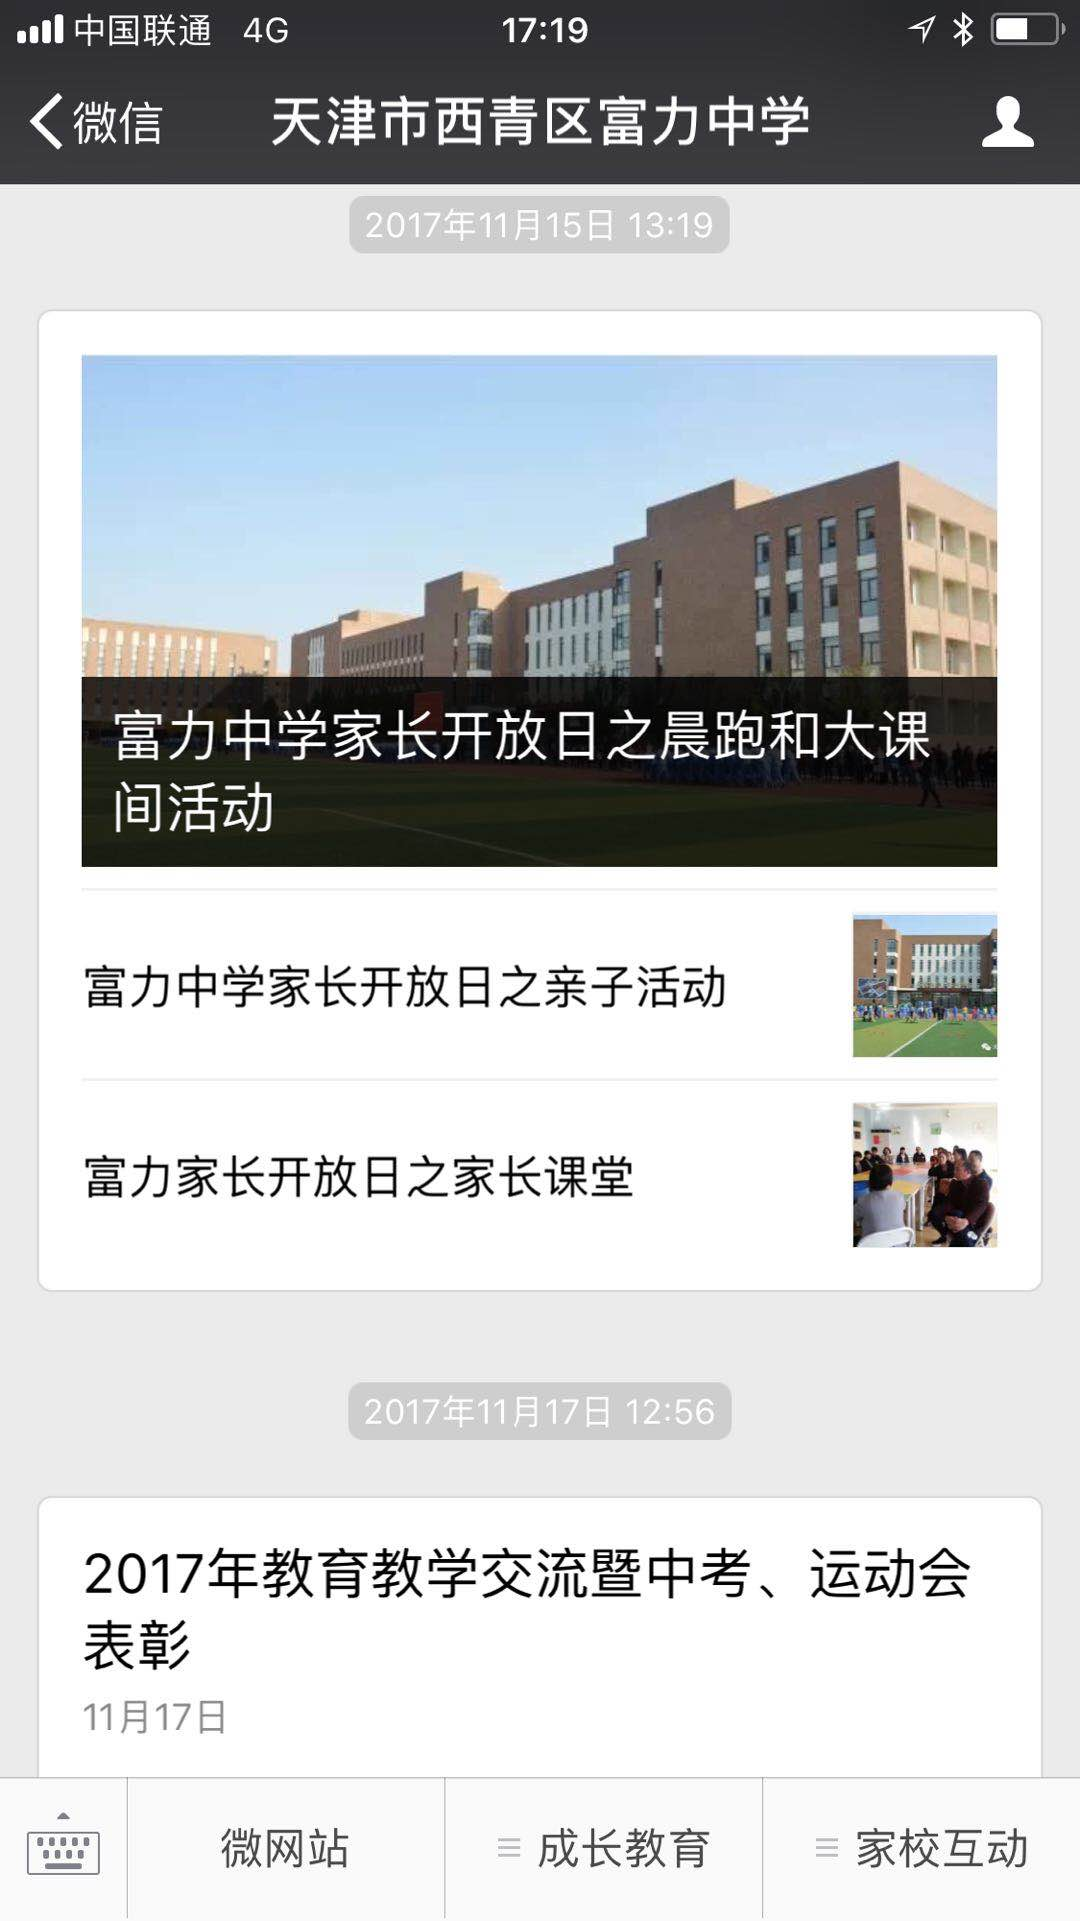 中国联通 4G 17:19
微信 天津市西青区富力中学
2017年11月15日 13:19
富力中学家长开放日之晨跑和大课
间活动
富力中学家长开放日之亲子活动
富力家长开放日之家长课堂
2017年11月17日 12:56
2017年教育教学交流暨中考、运动会
表彰
11月17日
微网站 成长教育 家校互动